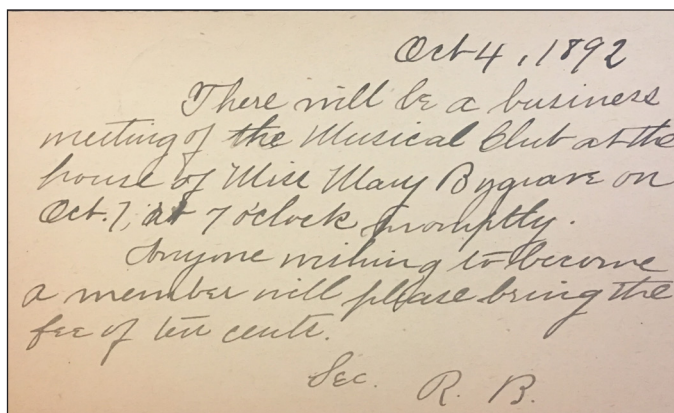 Oct 4, 1892
There will be a business
meeting of the Musical Club at the
house of Miss Mary Bygrave on
Oct. 7, at 7 o'clock promptly.
Anyone wishing to become
a member will please bring the
fee of ten cents.
Sec. R. B.